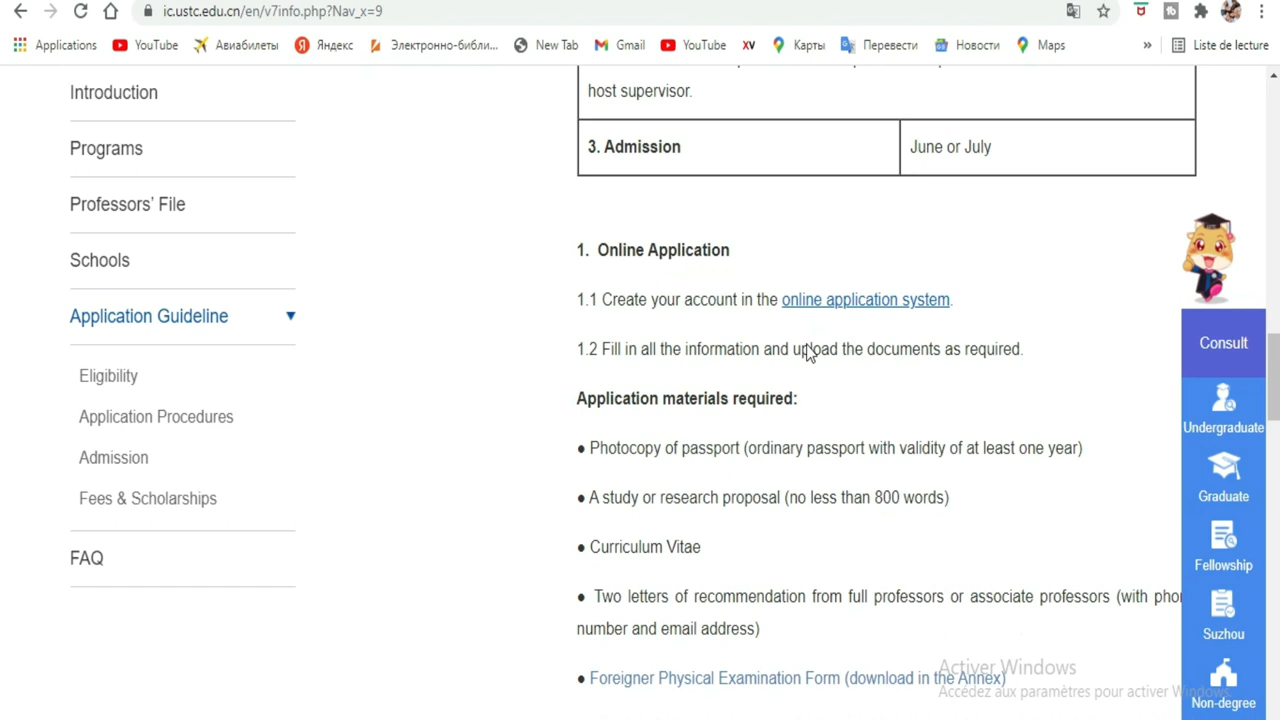 ic.ustc.edu.cn/en/v7info.php?Nav_x=9
Applications YouTube Авиабилеты Яндекс Электронно-библи... New Tab Gmail YouTube XV Карты Перевести Новости Maps » Liste de lecture
Introduction
Programs
Professors' File
Schools
Application Guideline
Eligibility
Application Procedures
Admission
Fees & Scholarships
FAQ
host supervisor.
3. Admission June or July
1. Online Application
1.1 Create your account in the online application system.
1.2 Fill in all the information and upload the documents as required.
Application materials required:
● Photocopy of passport (ordinary passport with validity of at least one year)
● A study or research proposal (no less than 800 words)
● Curriculum Vitae
● Two letters of recommendation from full professors or associate professors (with
number and email address)
● Foreigner Physical Examination Form (download in the Annex)
Consult
Undergraduate
Graduate
Fellowship
Suzhou
Non-degree
Activer Windows
Accédez aux paramètres pour activer Windows.